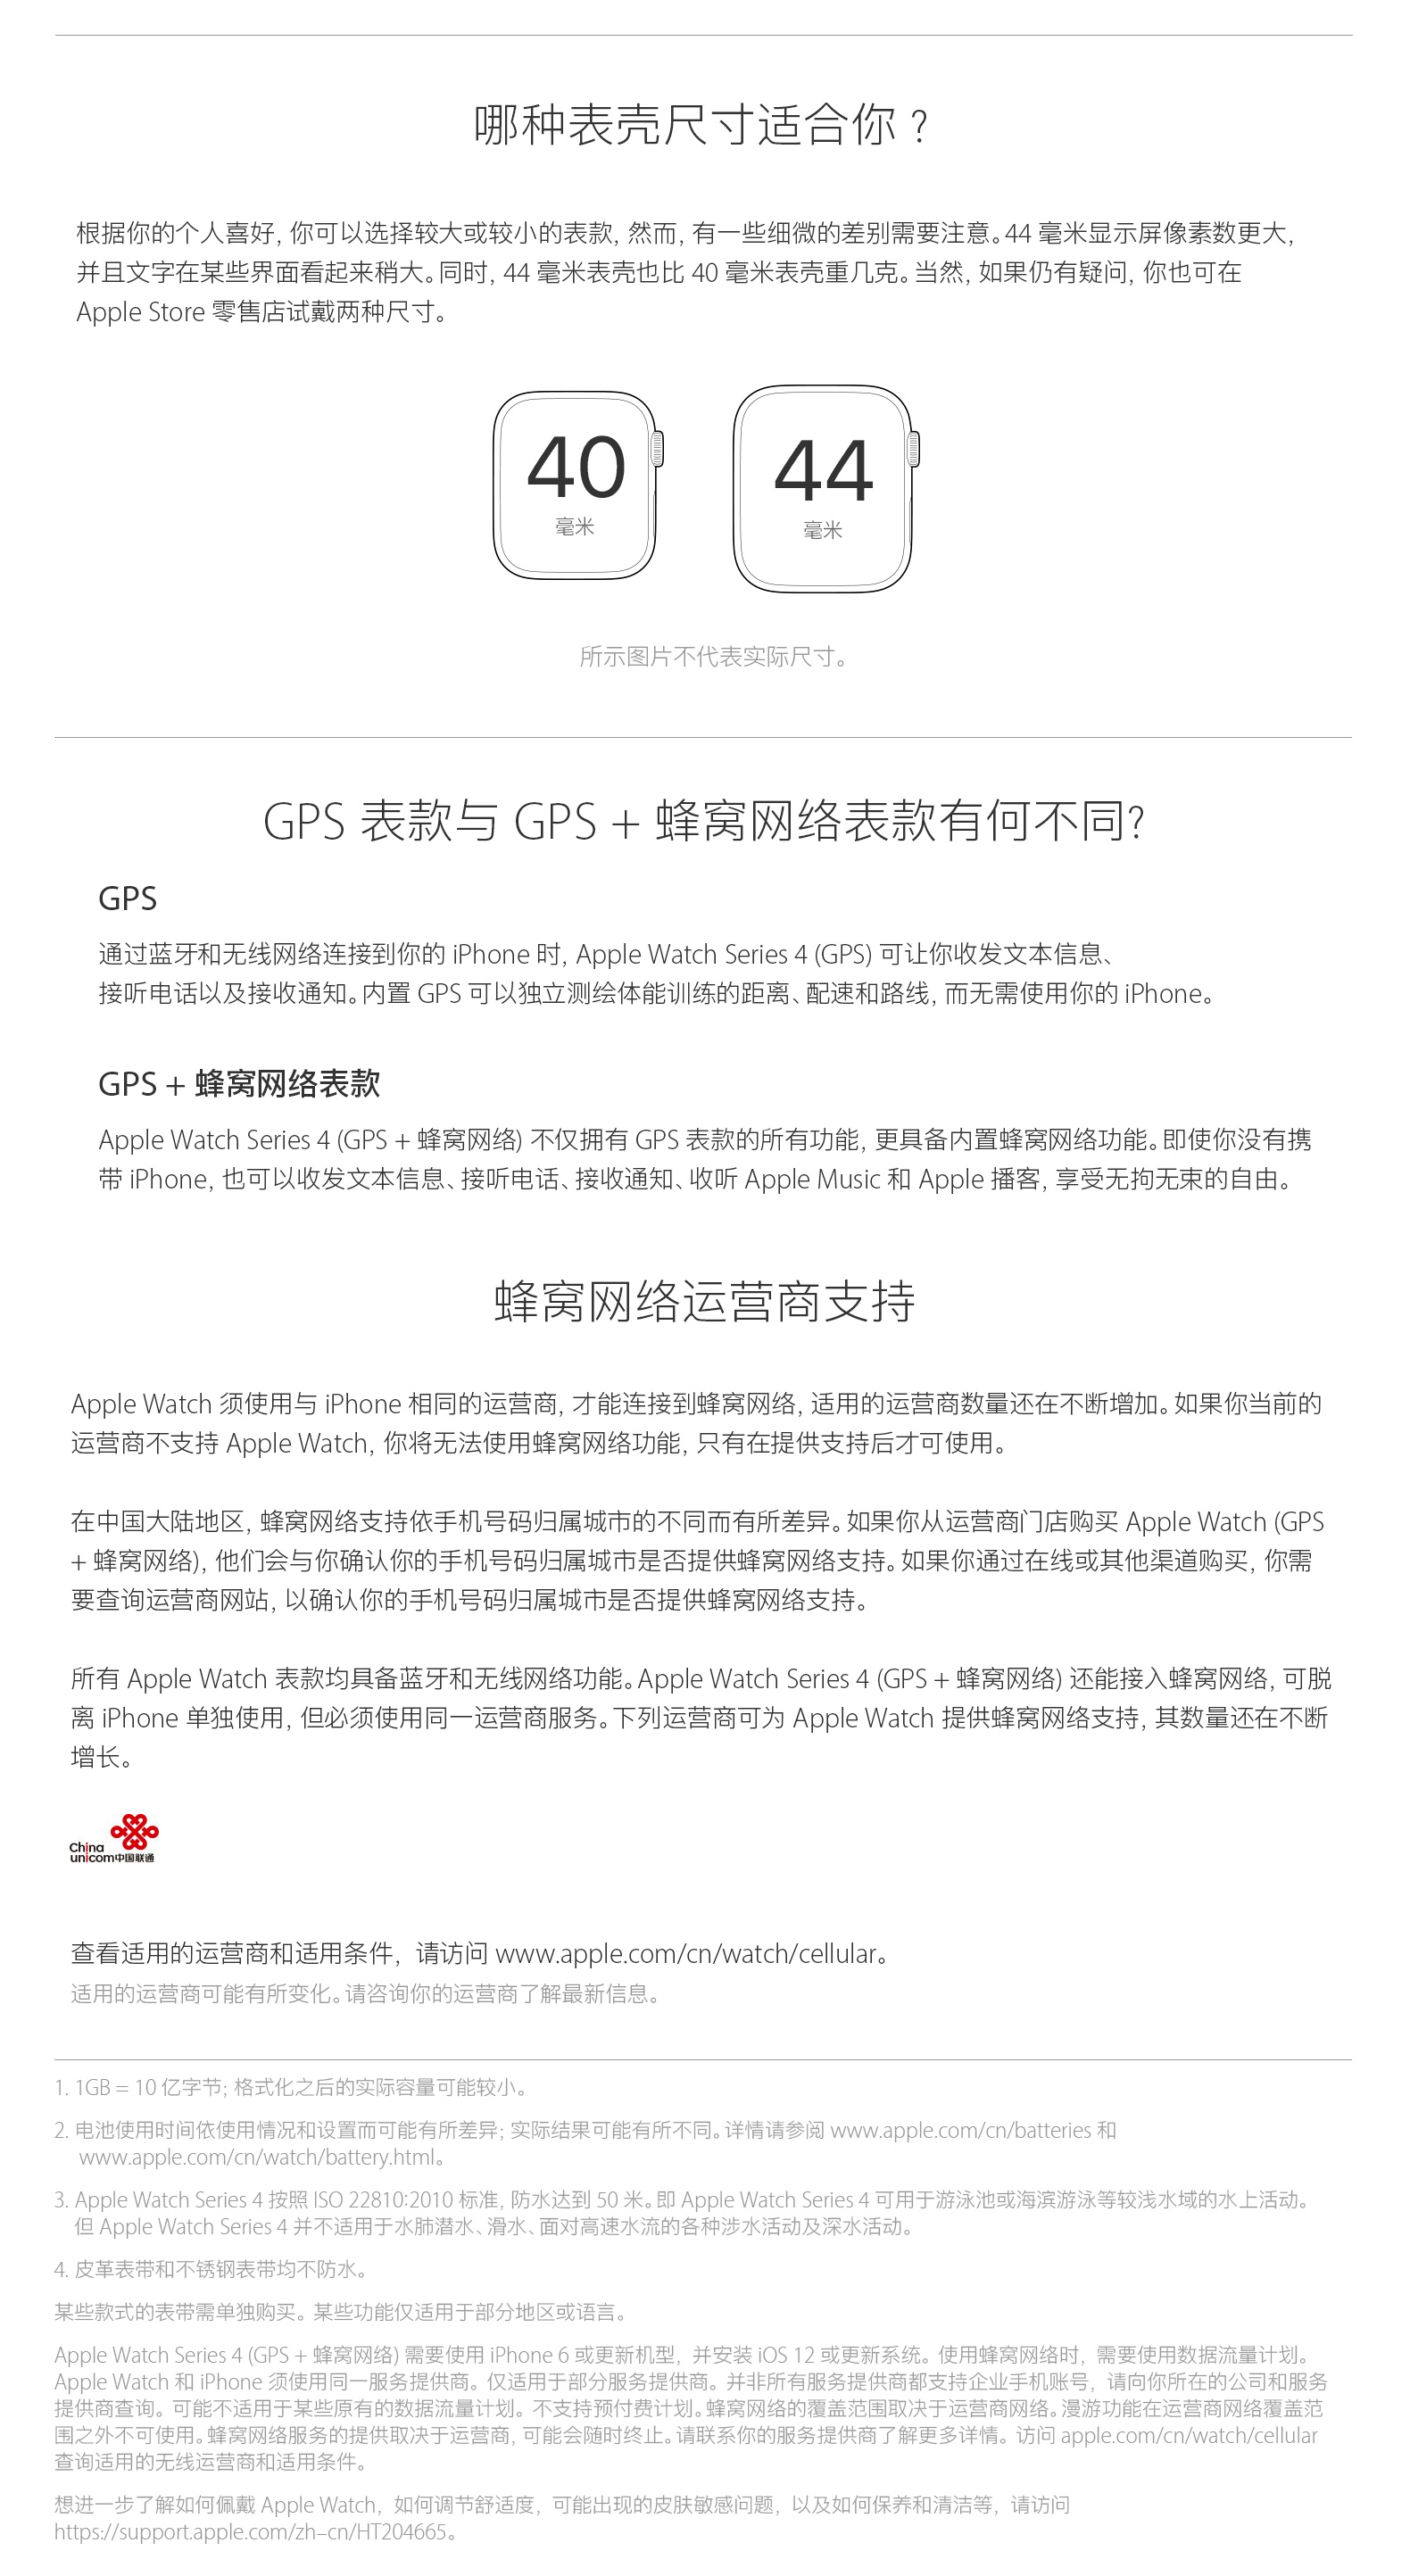 哪种表壳尺寸适合你？
根据你的个人喜好, 你可以选择较大或较小的表款, 然而, 有一些细微的差别需要注意。44 毫米显示屏像素数更大,
并且文字在某些界面看起来稍大。同时, 44 毫米表壳也比 40 毫米表壳重几克。当然, 如果仍有疑问, 你也可在
Apple Store 零售店试戴两种尺寸。
40
毫米
44
毫米
所示图片不代表实际尺寸。
GPS 表款与 GPS + 蜂窝网络表款有何不同?
GPS
通过蓝牙和无线网络连接到你的 iPhone 时, Apple Watch Series 4 (GPS) 可让你收发文本信息、
接听电话以及接收通知。内置 GPS 可以独立测绘体能训练的距离、配速和路线, 而无需使用你的 iPhone。
GPS + 蜂窝网络表款
Apple Watch Series 4 (GPS + 蜂窝网络) 不仅拥有 GPS 表款的所有功能, 更具备内置蜂窝网络功能。即使你没有携
带 iPhone, 也可以收发文本信息、接听电话、接收通知、收听 Apple Music 和 Apple 播客, 享受无拘无束的自由。
蜂窝网络运营商支持
Apple Watch 须使用与 iPhone 相同的运营商, 才能连接到蜂窝网络, 适用的运营商数量还在不断增加。如果你当前的
运营商不支持 Apple Watch, 你将无法使用蜂窝网络功能, 只有在提供支持后才可使用。
在中国大陆地区, 蜂窝网络支持依手机号码归属城市的不同而有所差异。如果你从运营商门店购买 Apple Watch (GPS
+ 蜂窝网络), 他们会与你确认你的手机号码归属城市是否提供蜂窝网络支持。如果你通过在线或其他渠道购买, 你需
要查询运营商网站, 以确认你的手机号码归属城市是否提供蜂窝网络支持。
所有 Apple Watch 表款均具备蓝牙和无线网络功能。Apple Watch Series 4 (GPS + 蜂窝网络) 还能接入蜂窝网络, 可脱
离 iPhone 单独使用, 但必须使用同一运营商服务。下列运营商可为 Apple Watch 提供蜂窝网络支持, 其数量还在不断
增长。
China
unicom中国联通
查看适用的运营商和适用条件, 请访问 www.apple.com/cn/watch/cellular。
适用的运营商可能有所变化。请咨询你的运营商了解最新信息。
1. 1GB = 10 亿字节; 格式化之后的实际容量可能较小。
2. 电池使用时间依使用情况和设置而可能有所差异; 实际结果可能有所不同。详情请参阅 www.apple.com/cn/batteries 和
www.apple.com/cn/watch/battery.html。
3. Apple Watch Series 4 按照 ISO 22810:2010 标准, 防水达到 50 米。即 Apple Watch Series 4 可用于游泳池或海滨游泳等较浅水域的水上活动。
但 Apple Watch Series 4 并不适用于水肺潜水、滑水、面对高速水流的各种涉水活动及深水活动。
4. 皮革表带和不锈钢表带均不防水。
某些款式的表带需单独购买。某些功能仅适用于部分地区或语言。
Apple Watch Series 4 (GPS + 蜂窝网络) 需要使用 iPhone 6 或更新机型, 并安装 iOS 12 或更新系统。使用蜂窝网络时, 需要使用数据流量计划。
Apple Watch 和 iPhone 须使用同一服务提供商。仅适用于部分服务提供商。并非所有服务提供商都支持企业手机账号, 请向你所在的公司和服务
提供商查询。可能不适用于某些原有的数据流量计划。不支持预付费计划。蜂窝网络的覆盖范围取决于运营商网络。漫游功能在运营商网络覆盖范
围之外不可使用。蜂窝网络服务的提供取决于运营商, 可能会随时终止。请联系你的服务提供商了解更多详情。访问 apple.com/cn/watch/cellular
查询适用的无线运营商和适用条件。
想进一步了解如何佩戴 Apple Watch, 如何调节舒适度, 可能出现的皮肤敏感问题, 以及如何保养和清洁等, 请访问
https://support.apple.com/zh-cn/HT204665。